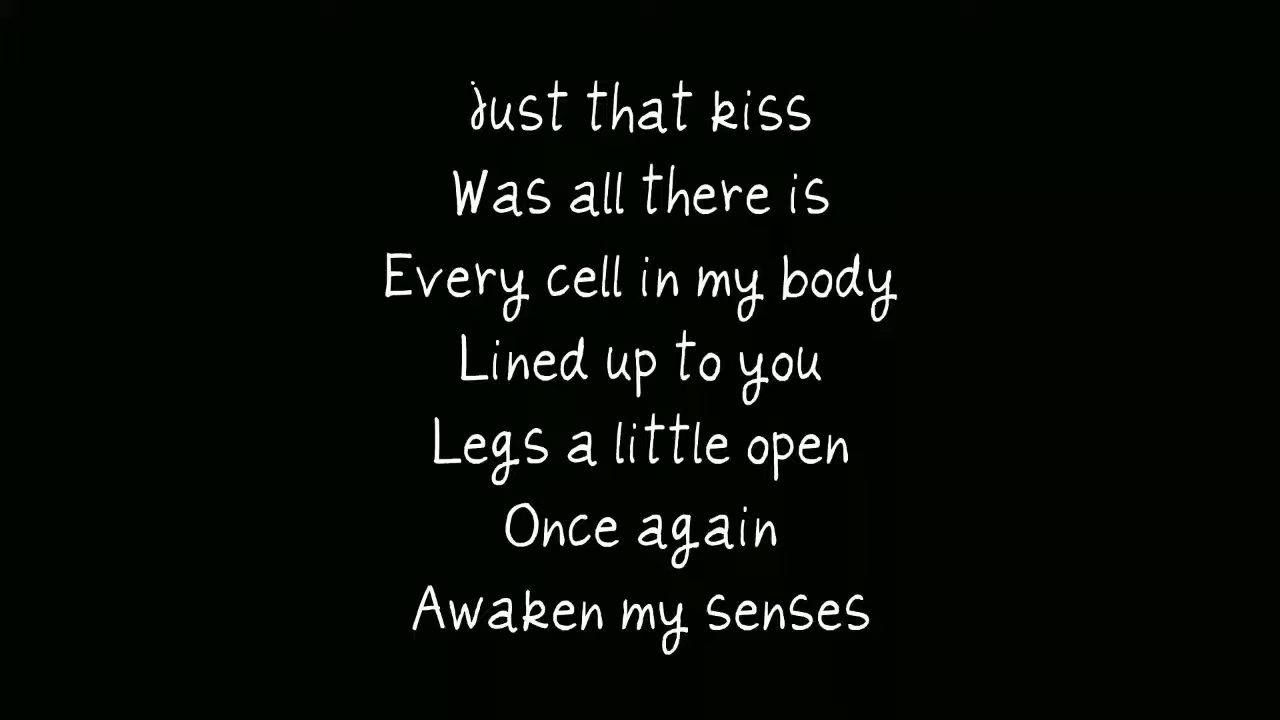 Just that kiss
Was all there is
Every cell in my body
Lined up to you
Legs a little open
Once again
Awaken my senses